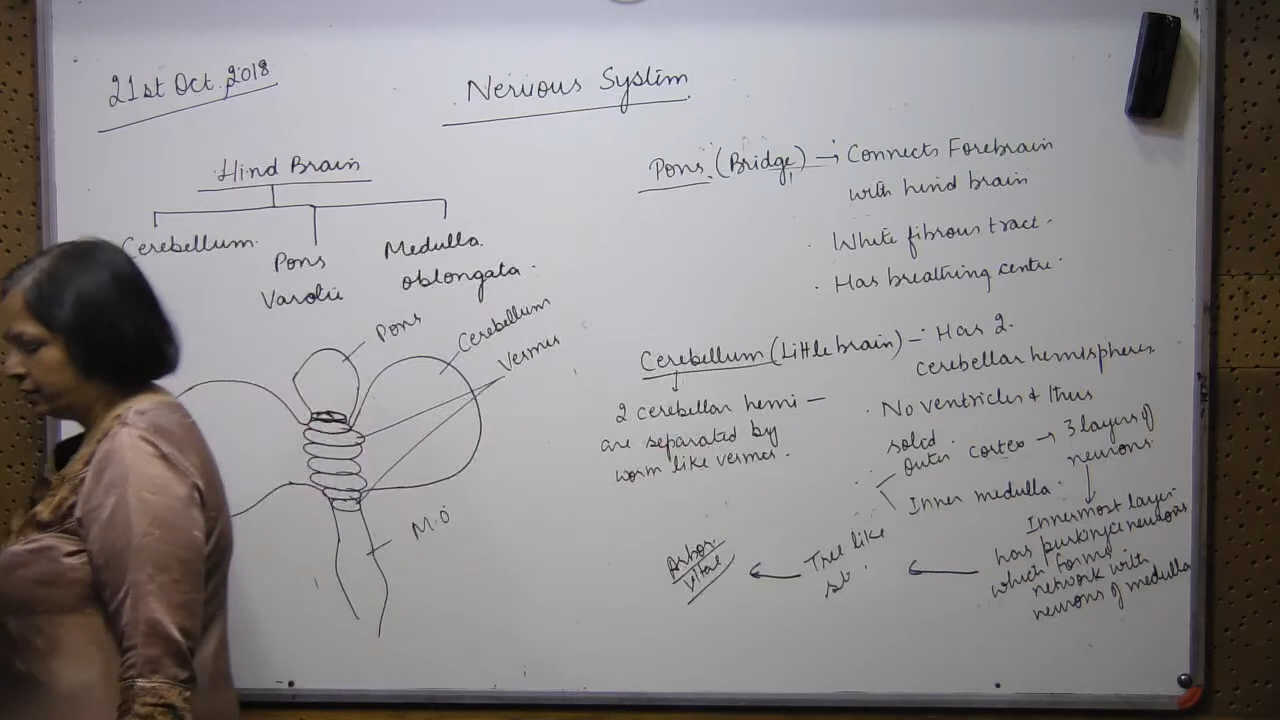 21st Oct, 2018
Nervous System
Hind Brain
Cerebellum.
Pons
Varolii
Medulla.
oblongata.
Pons
Cerebellum
Vermis
M.O
Pons (Bridge) → Connects Forebrain
with hind brain
. White fibrous tract.
. Has breathing centre.
Cerebellum (Little brain) - Has 2.
cerebellar hemispheres
2 cerebellar hemi -
are separated by
worm like vermis.
. No ventricles & thus
solid.
Outer cortex → 3 layers of
neurons.
Inner medulla.
Innermost layer
has purkinje neurons
which forms
network with
neurons of medulla
Tree like
st.
Arbor
Vitae